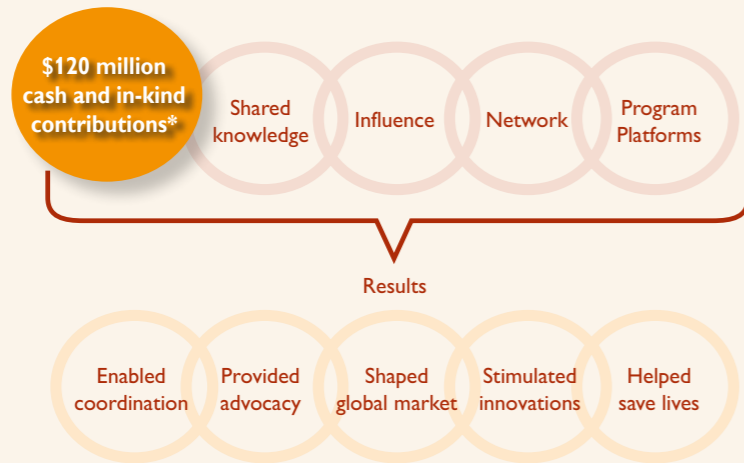 $120 million
cash and in-kind
contributions*
Shared
knowledge
Influence
Network
Program
Platforms
Results
Enabled
coordination
Provided
advocacy
Shaped
global market
Stimulated
innovations
Helped
save lives